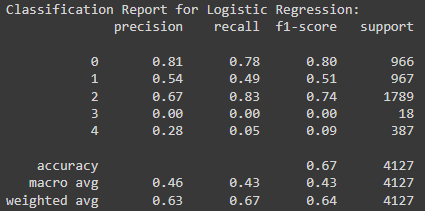 Classification Report for Logistic Regression:
precision recall f1-score support
0 0.81 0.78 0.80 966
1 0.54 0.49 0.51 967
2 0.67 0.83 0.74 1789
3 0.00 0.00 0.00 18
4 0.28 0.05 0.09 387
accuracy 0.67 4127
macro avg 0.46 0.43 0.43 4127
weighted avg 0.63 0.67 0.64 4127